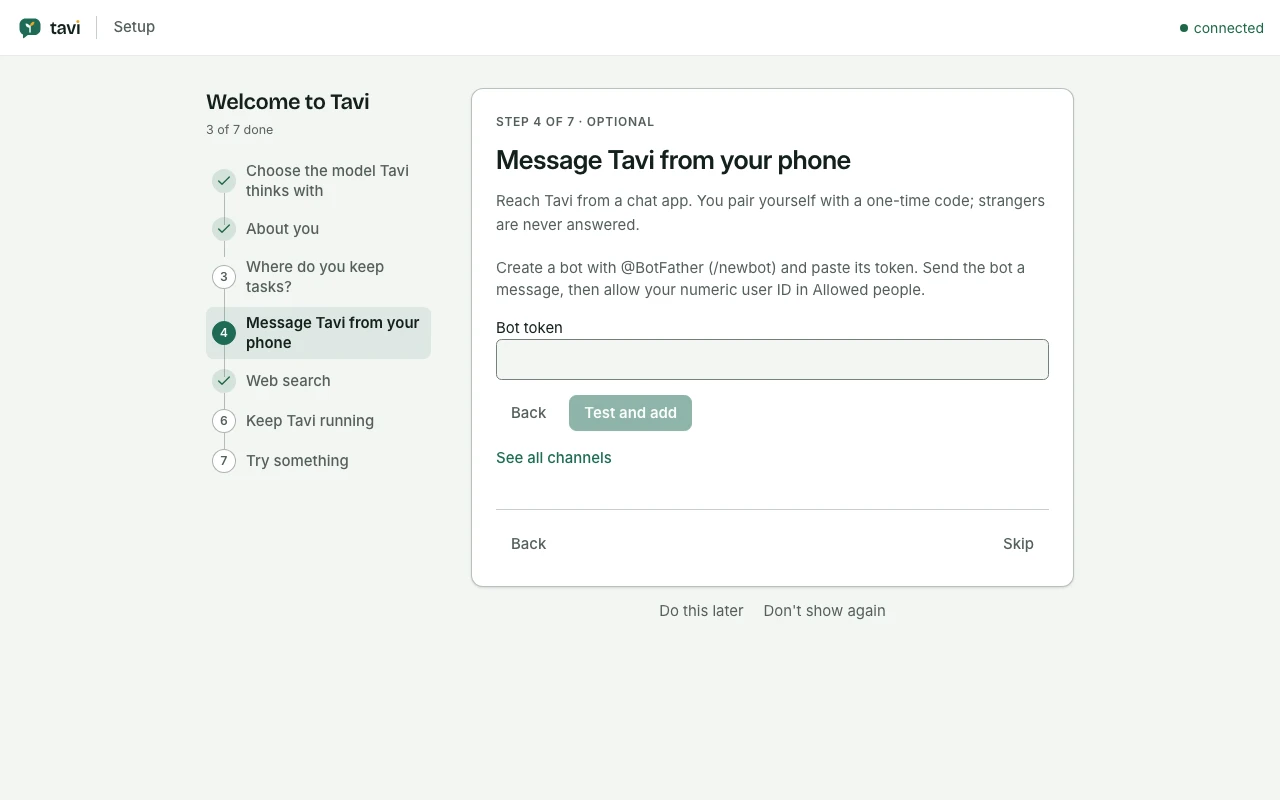 tavi
Setup
connected
Welcome to Tavi
3 of 7 done
Choose the model Tavi
thinks with
About you
3
Where do you keep
tasks?
4
Message Tavi from your
phone
Web search
6
Keep Tavi running
7
Try something
STEP 4 OF 7 · OPTIONAL
Message Tavi from your phone
Reach Tavi from a chat app. You pair yourself with a one-time code; strangers
are never answered.
Create a bot with @BotFather (/newbot) and paste its token. Send the bot a
message, then allow your numeric user ID in Allowed people.
Bot token
Back
Test and add
See all channels
Back
Skip
Do this later
Don't show again